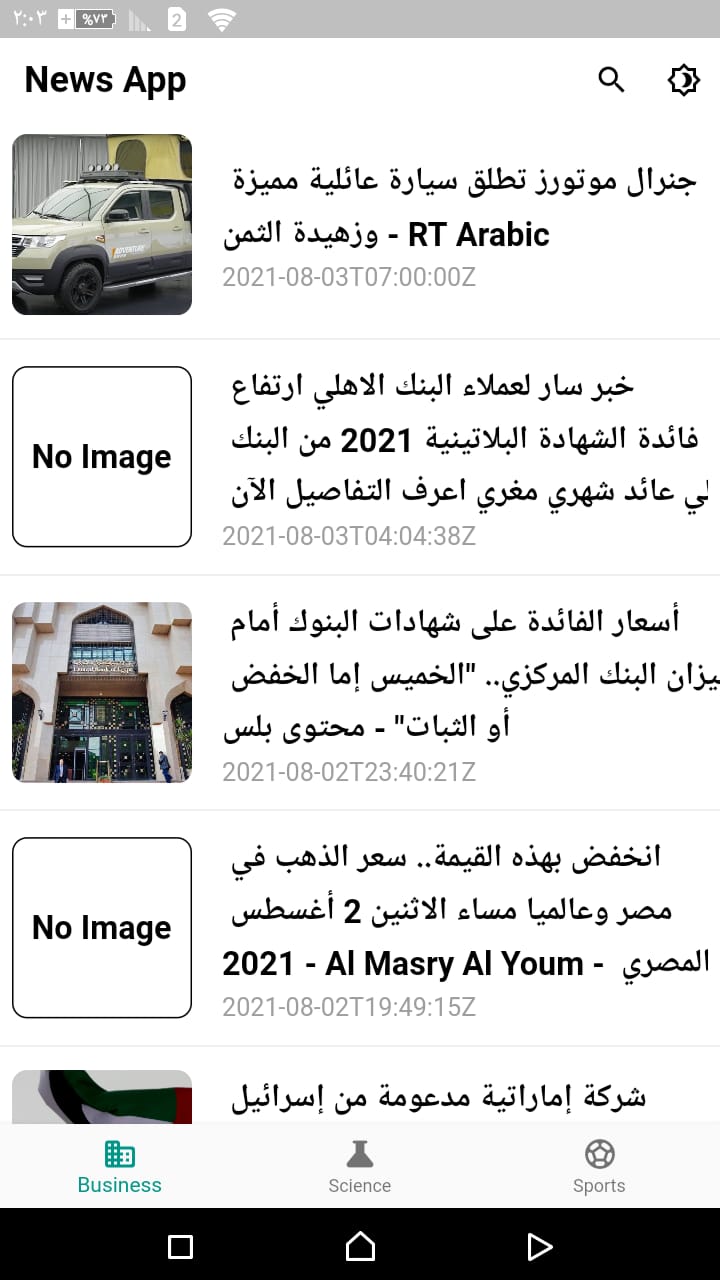 ٢:٠٣
%٧٣
2
News App
جنرال موتورز تطلق سيارة عائلية مميزة
وزهيدة الثمن - RT Arabic
2021-08-03T07:00:00Z
ADVENTURE
No Image
خبر سار لعملاء البنك الاهلي ارتفاع
فائدة الشهادة البلاتينية 2021 من البنك
عائد شهري مغري اعرف التفاصيل الآن
2021-08-03T04:04:38Z
أسعار الفائدة على شهادات البنوك أمام
البنك المركزي.. "الخميس إما الخفض
أو الثبات" - محتوى بلس
2021-08-02T23:40:21Z
No Image
انخفض بهذه القيمة.. سعر الذهب في
مصر وعالميا مساء الاثنين 2 أغسطس
2021 - Al Masry Al Youm - المصري
2021-08-02T19:49:15Z
شركة إماراتية مدعومة من إسرائيل
Business
Science
Sports